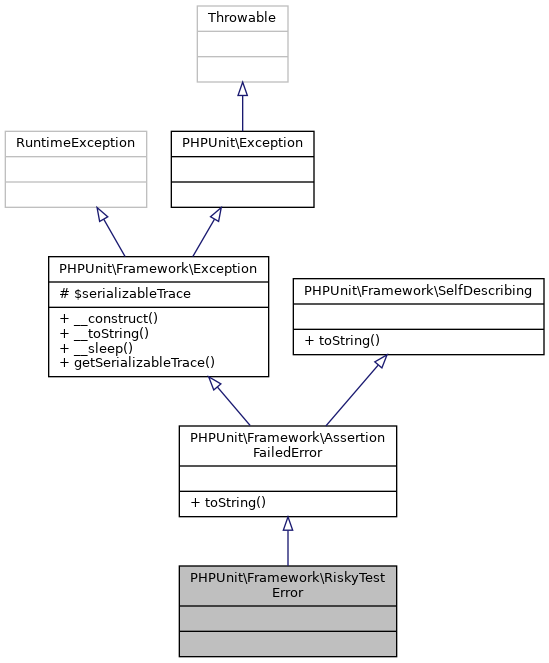 Throwable
RuntimeException
PHPUnit\Exception
PHPUnit\Framework\Exception
# $serializableTrace
+ __construct()
+ __toString()
+ __sleep()
+ getSerializableTrace()
PHPUnit\Framework\SelfDescribing
+ toString()
PHPUnit\Framework\Assertion
FailedError
+ toString()
PHPUnit\Framework\RiskyTest
Error